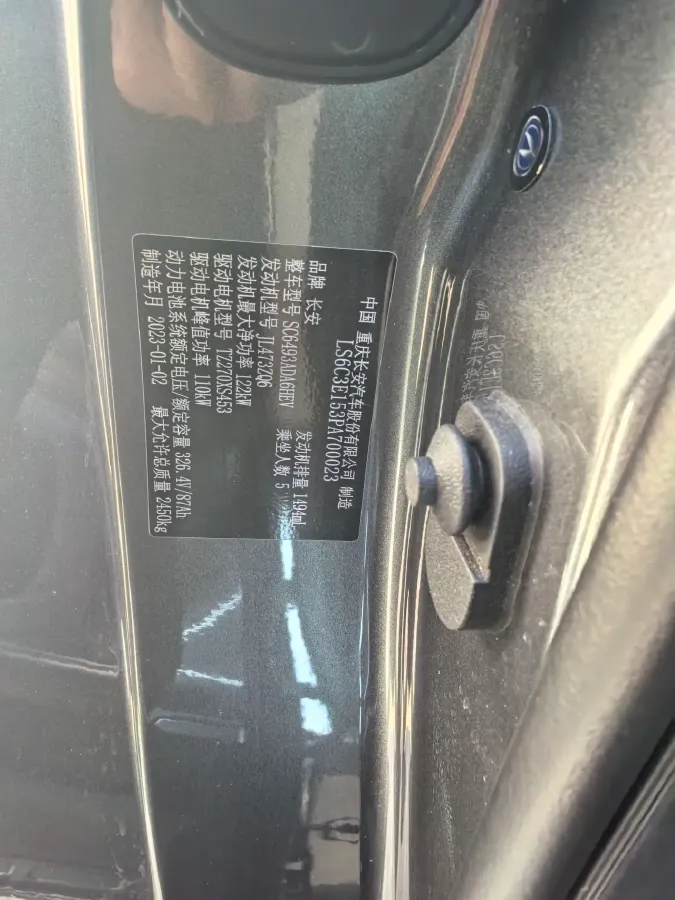 中国 重庆长安汽车股份有限公司 制造
LS6C3E153PA700023
品牌 长安
整车型号 SC6493ADA6HEV 发动机排量 1494ml
发动机型号 JL473ZQ6 乘坐人数 5
发动机最大净功率 122kW
驱动电机型号 TZ270XS453
驱动电机峰值功率 110kW
动力电池系统额定电压/额定容量 326.4V/87Ah
制造年月 2023-01-02 最大允许总质量 2450kg